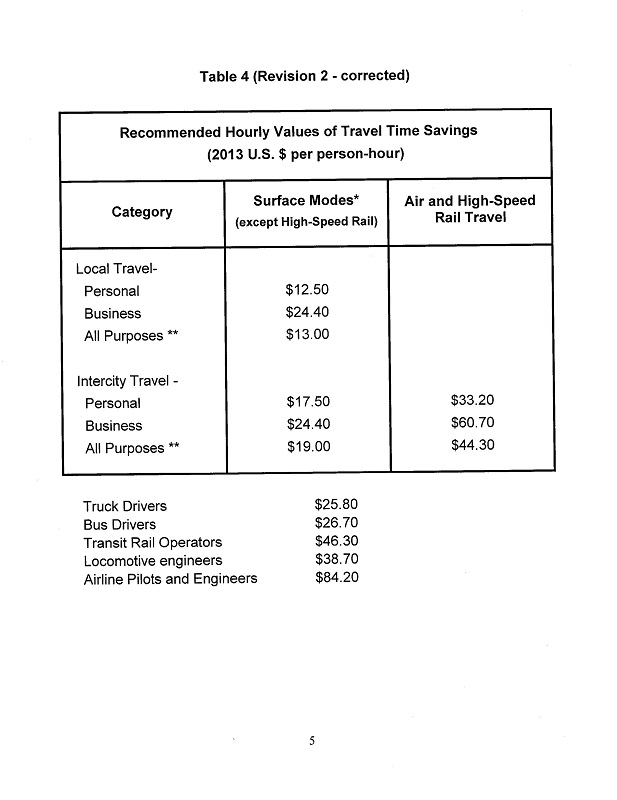 Table 4 (Revision 2 - corrected)
Recommended Hourly Values of Travel Time Savings
(2013 U.S. $ per person-hour)
Category
Surface Modes*
(except High-Speed Rail)
Air and High-Speed
Rail Travel
Local Travel-
Personal $12.50
Business $24.40
All Purposes ** $13.00
Intercity Travel -
Personal $17.50 $33.20
Business $24.40 $60.70
All Purposes ** $19.00 $44.30
Truck Drivers $25.80
Bus Drivers $26.70
Transit Rail Operators $46.30
Locomotive engineers $38.70
Airline Pilots and Engineers $84.20
5